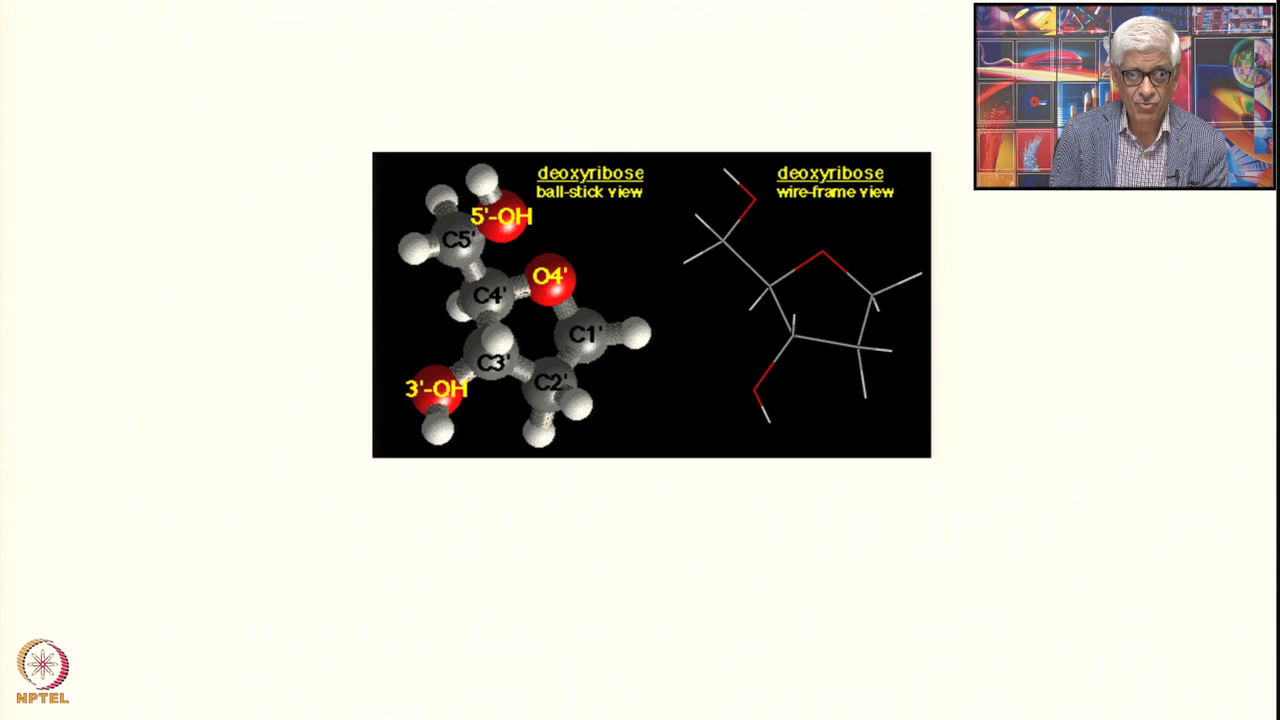 deoxyribose
ball-stick view
5'-OH
C5'
O4'
C4'
C1'
C3'
C2'
3'-OH
deoxyribose
wire-frame view
NPTEL